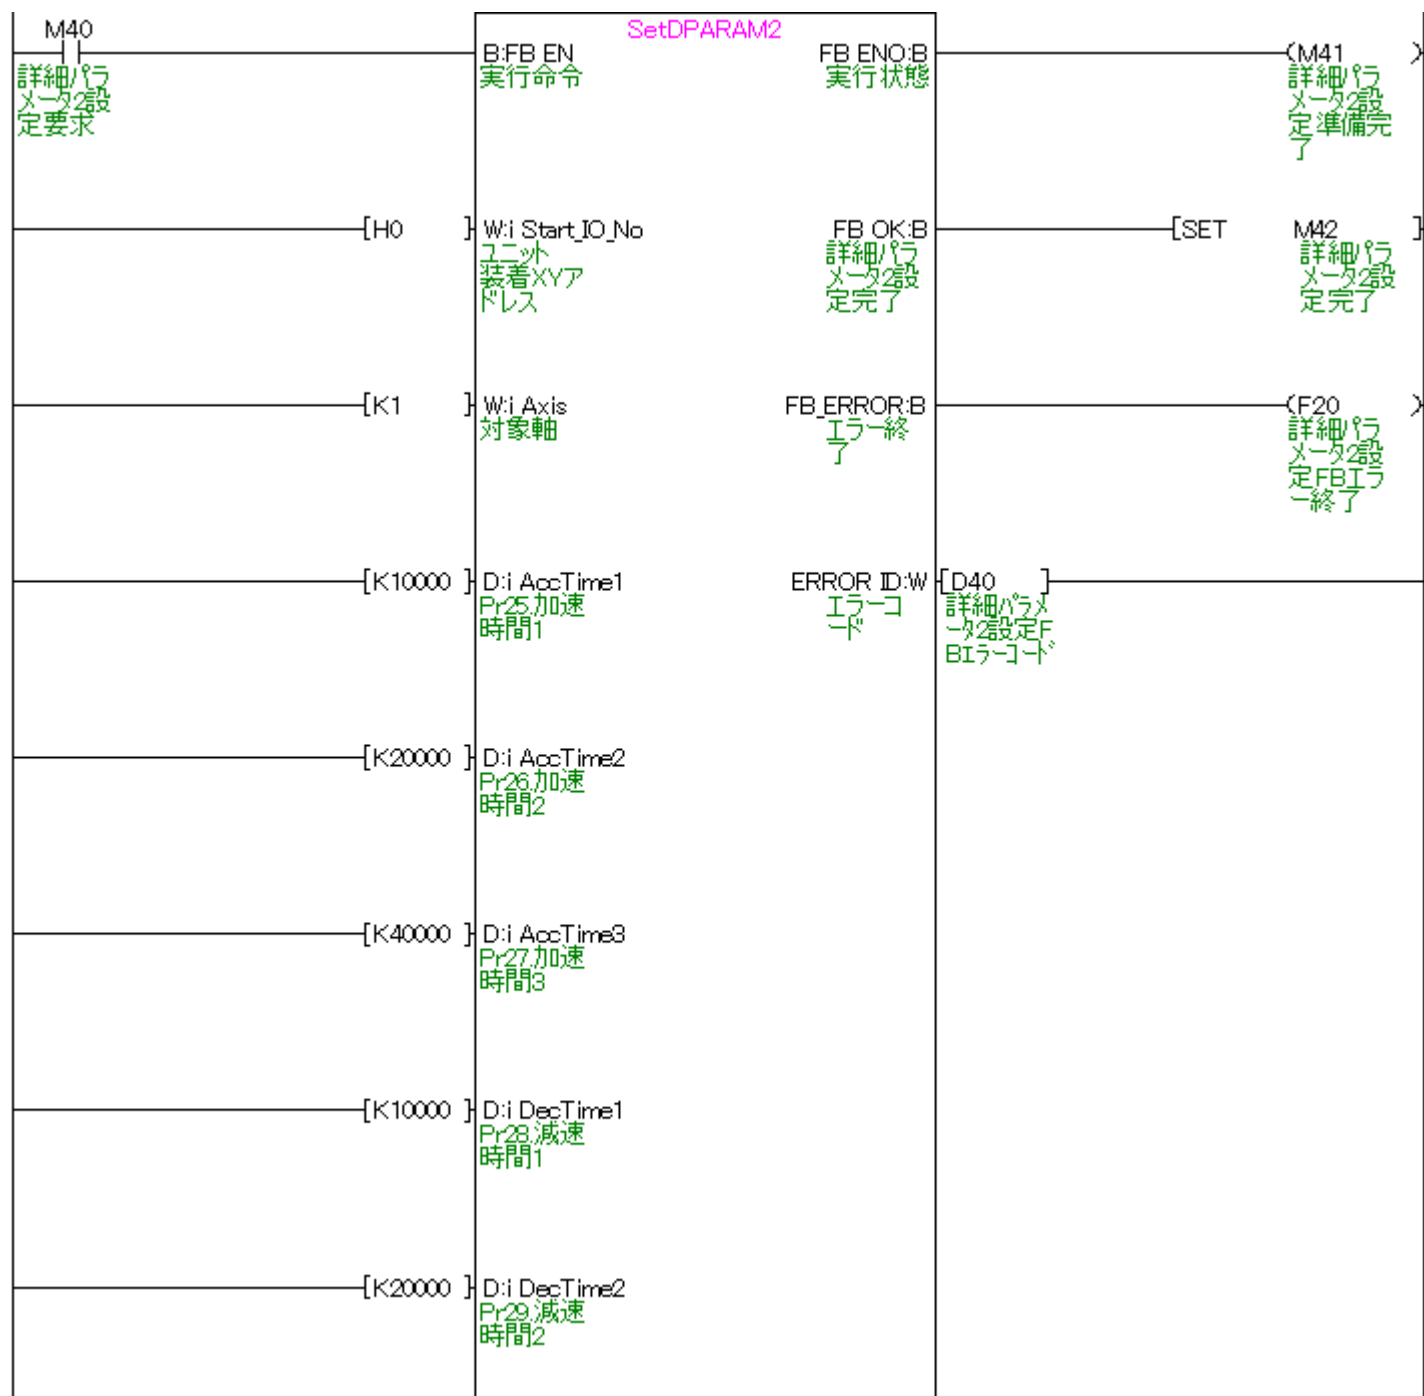 M40
SetDPARAM2
B:FB EN
FB ENO:B
(M41 )
詳細パラ
メータ2設
定要求
実行命令
実行状態
詳細パラ
メータ2設
定準備完
了
[H0 ]
W:i Start_IO_No
FB OK:B
[SET M42 ]
ユニット
装着XYア
ドレス
詳細パラ
メータ2設
定完了
詳細パラ
メータ2設
定完了
[K1 ]
W:i Axis
FB_ERROR:B
(F20 )
対象軸
エラー終
了
詳細パラ
メータ2設
定FBエラ
ー終了
[K10000 ]
D:i AccTime1
ERROR ID:W
[D40 ]
Pr25.加速
時間1
エラーコ
ード
詳細パラメ
ータ2設定F
Bエラーコード
[K20000 ]
D:i AccTime2
Pr26.加速
時間2
[K40000 ]
D:i AccTime3
Pr27.加速
時間3
[K10000 ]
D:i DecTime1
Pr28.減速
時間1
[K20000 ]
D:i DecTime2
Pr29.減速
時間2